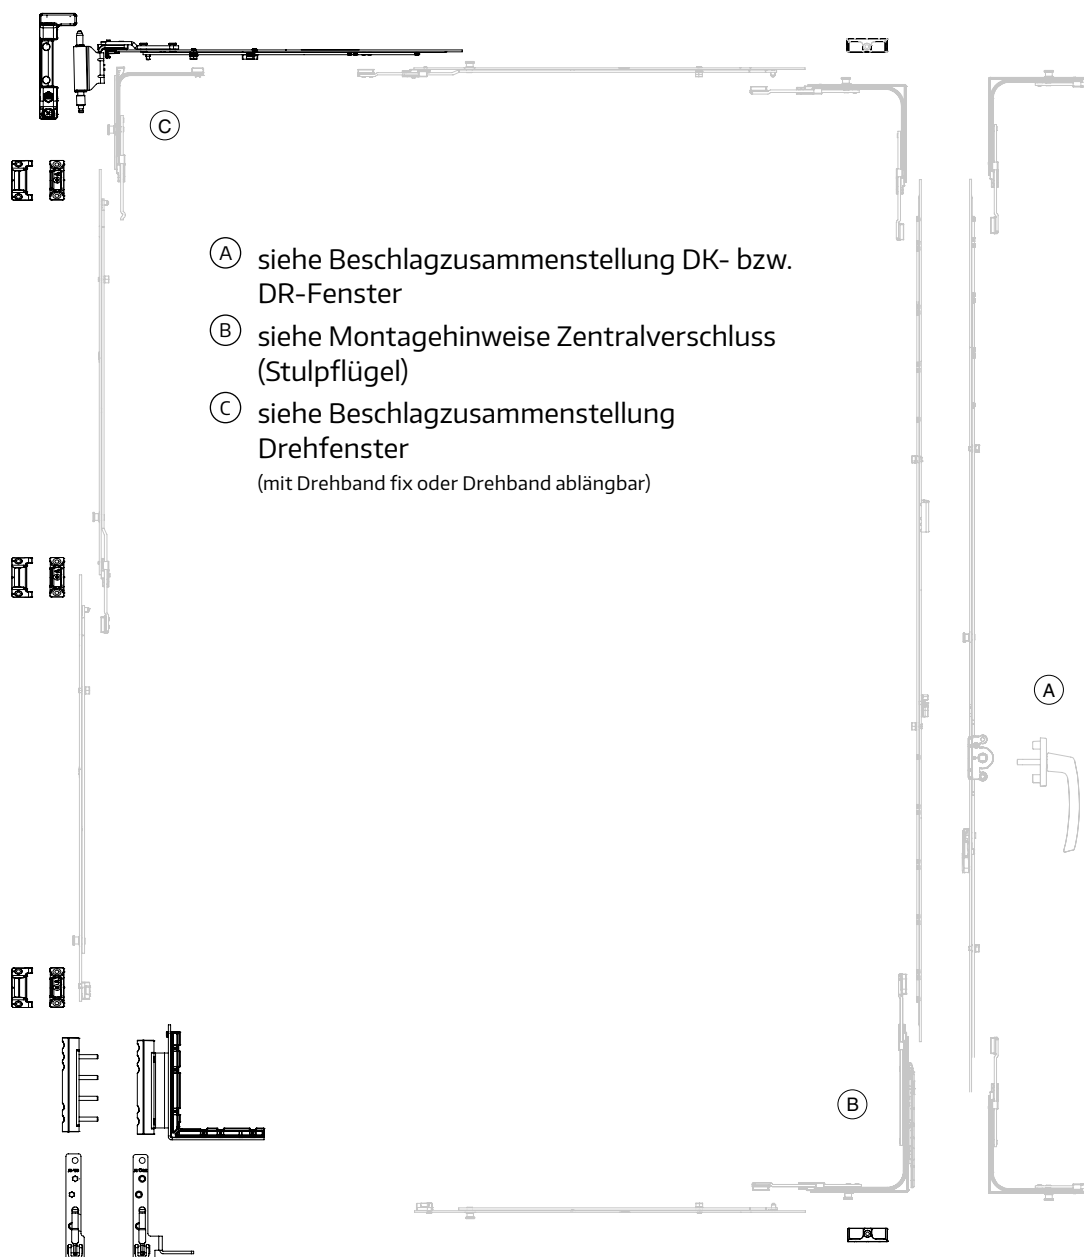 C
A siehe Beschlagzusammenstellung DK- bzw.
DR-Fenster
B siehe Montagehinweise Zentralverschluss
(Stulpflügel)
C siehe Beschlagzusammenstellung
Drehfenster
(mit Drehband fix oder Drehband ablängbar)
A
B